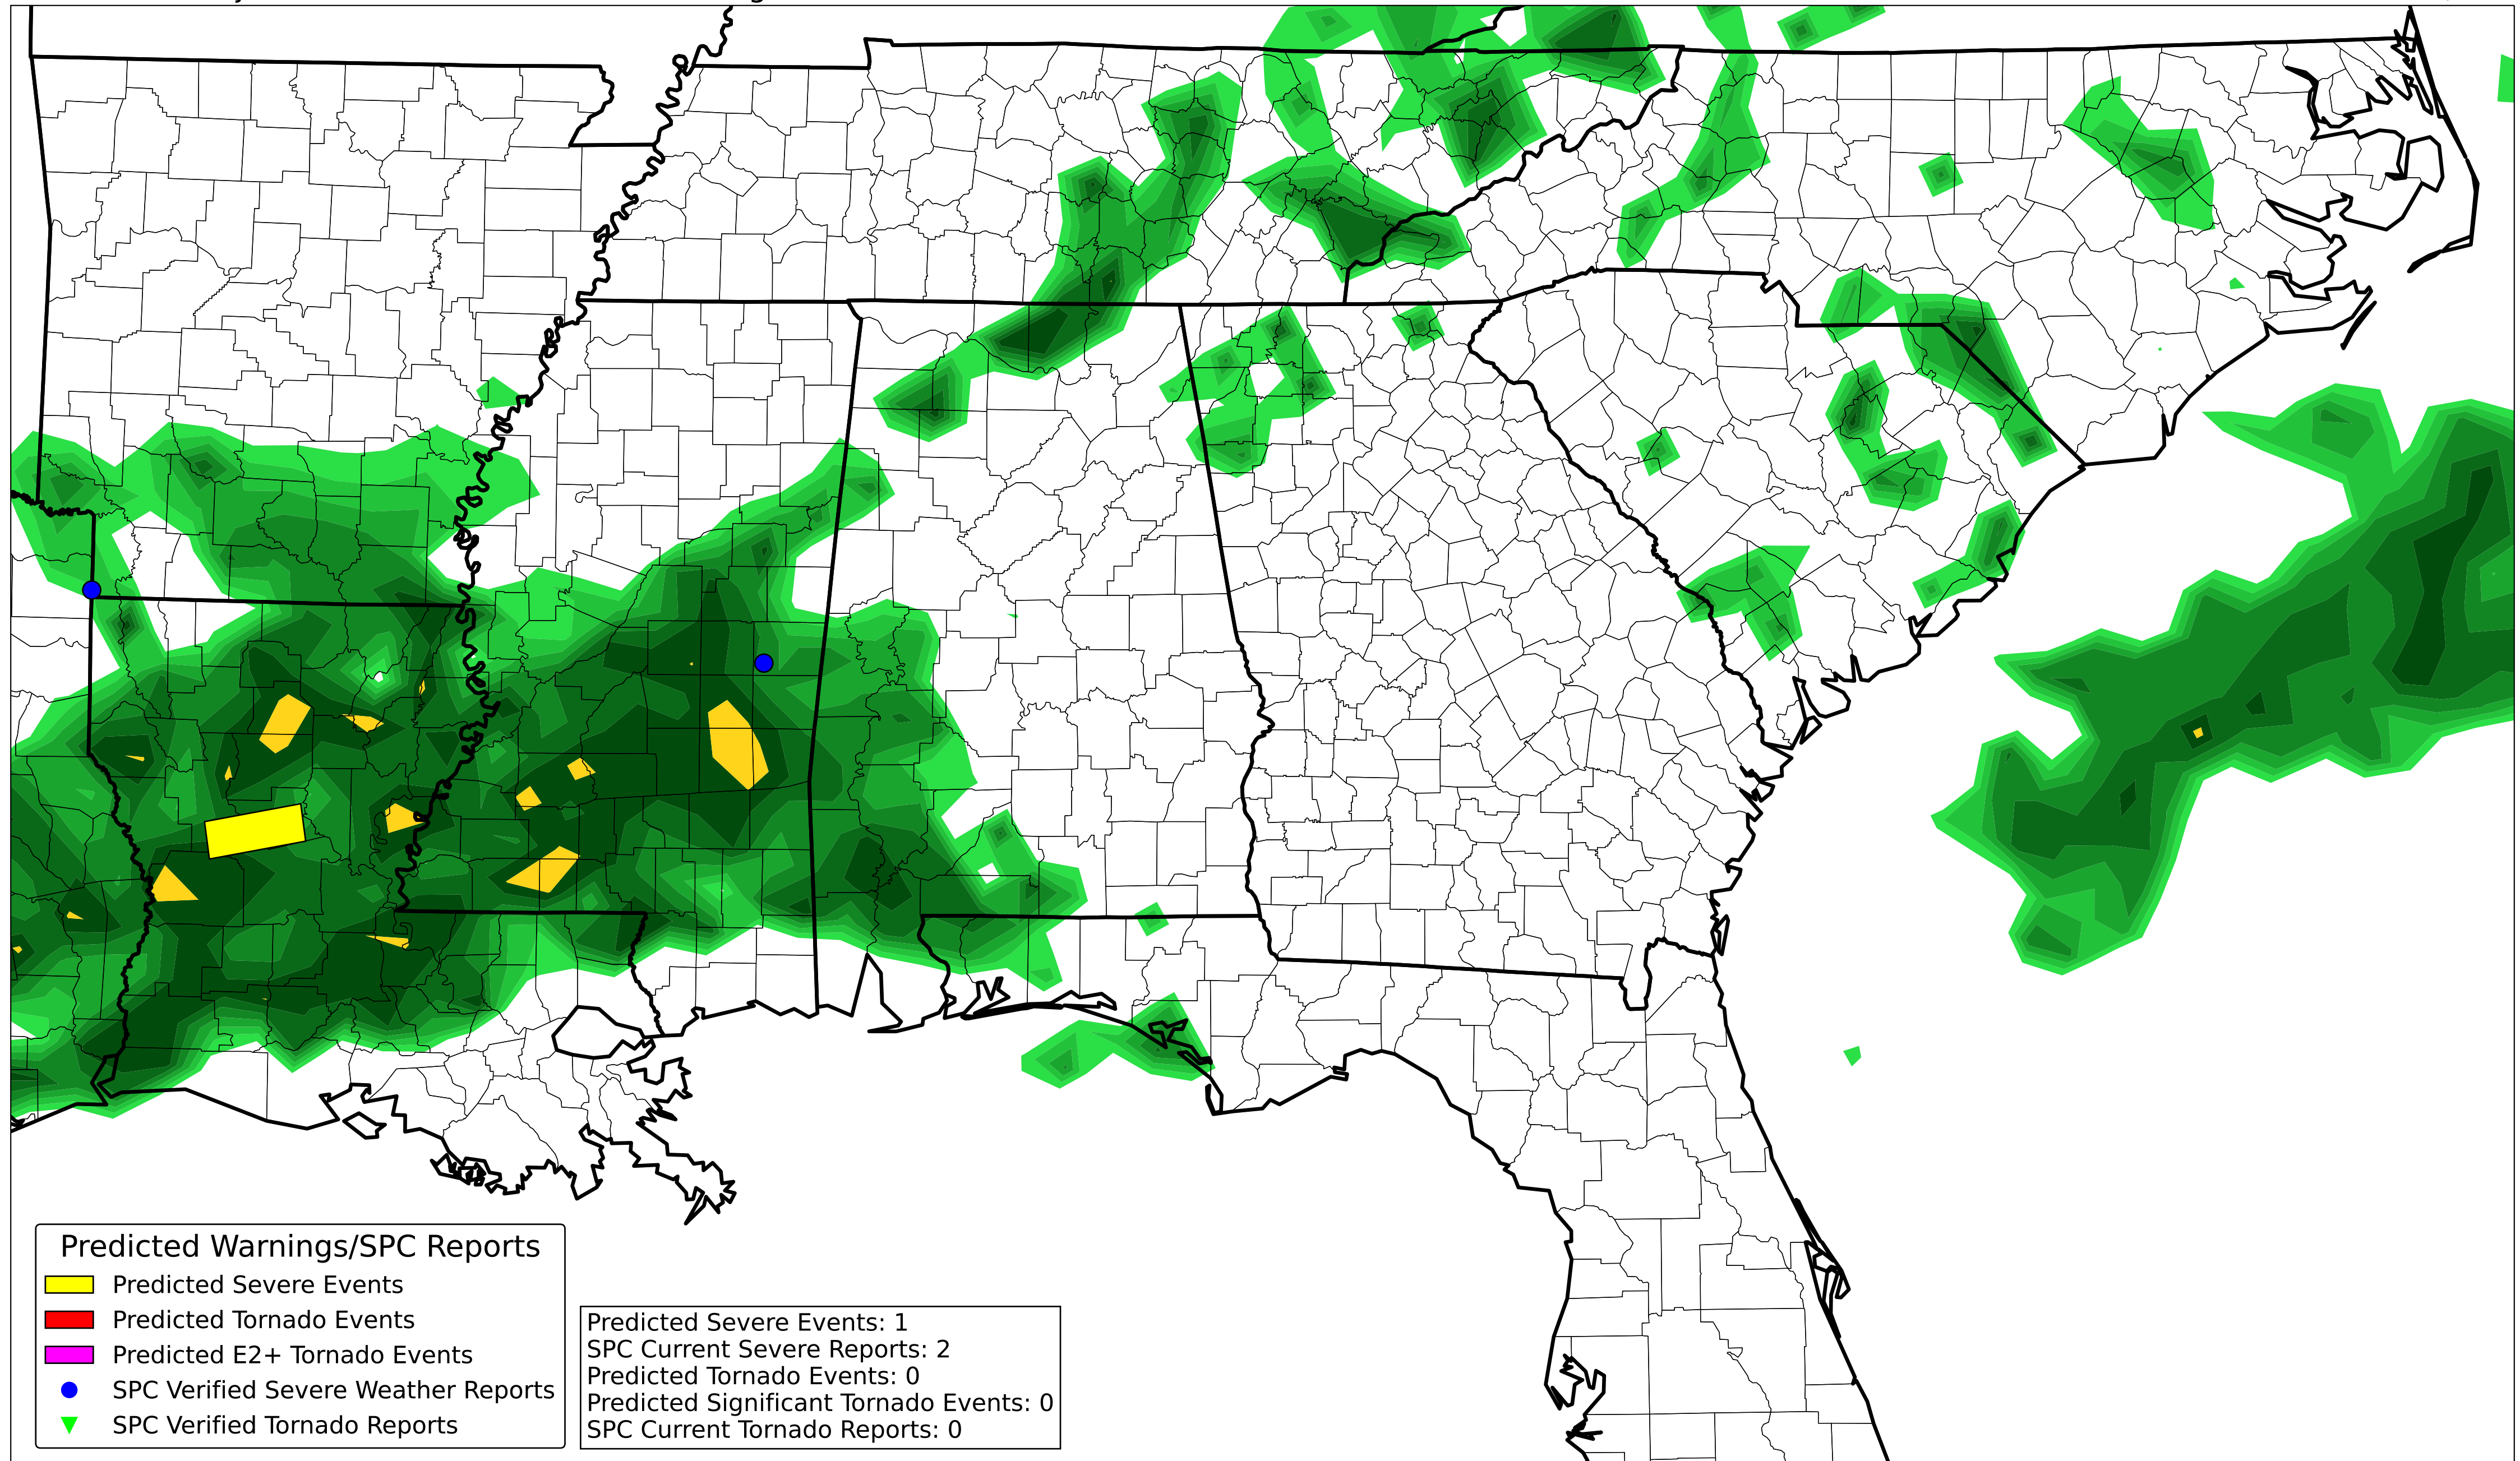 Predicted Warnings/SPC Reports
Predicted Severe Events
Predicted Tornado Events
Predicted E2+ Tornado Events
SPC Verified Severe Weather Reports
SPC Verified Tornado Reports
Predicted Severe Events: 1
SPC Current Severe Reports: 2
Predicted Tornado Events: 0
Predicted Significant Tornado Events: 0
SPC Current Tornado Reports: 0